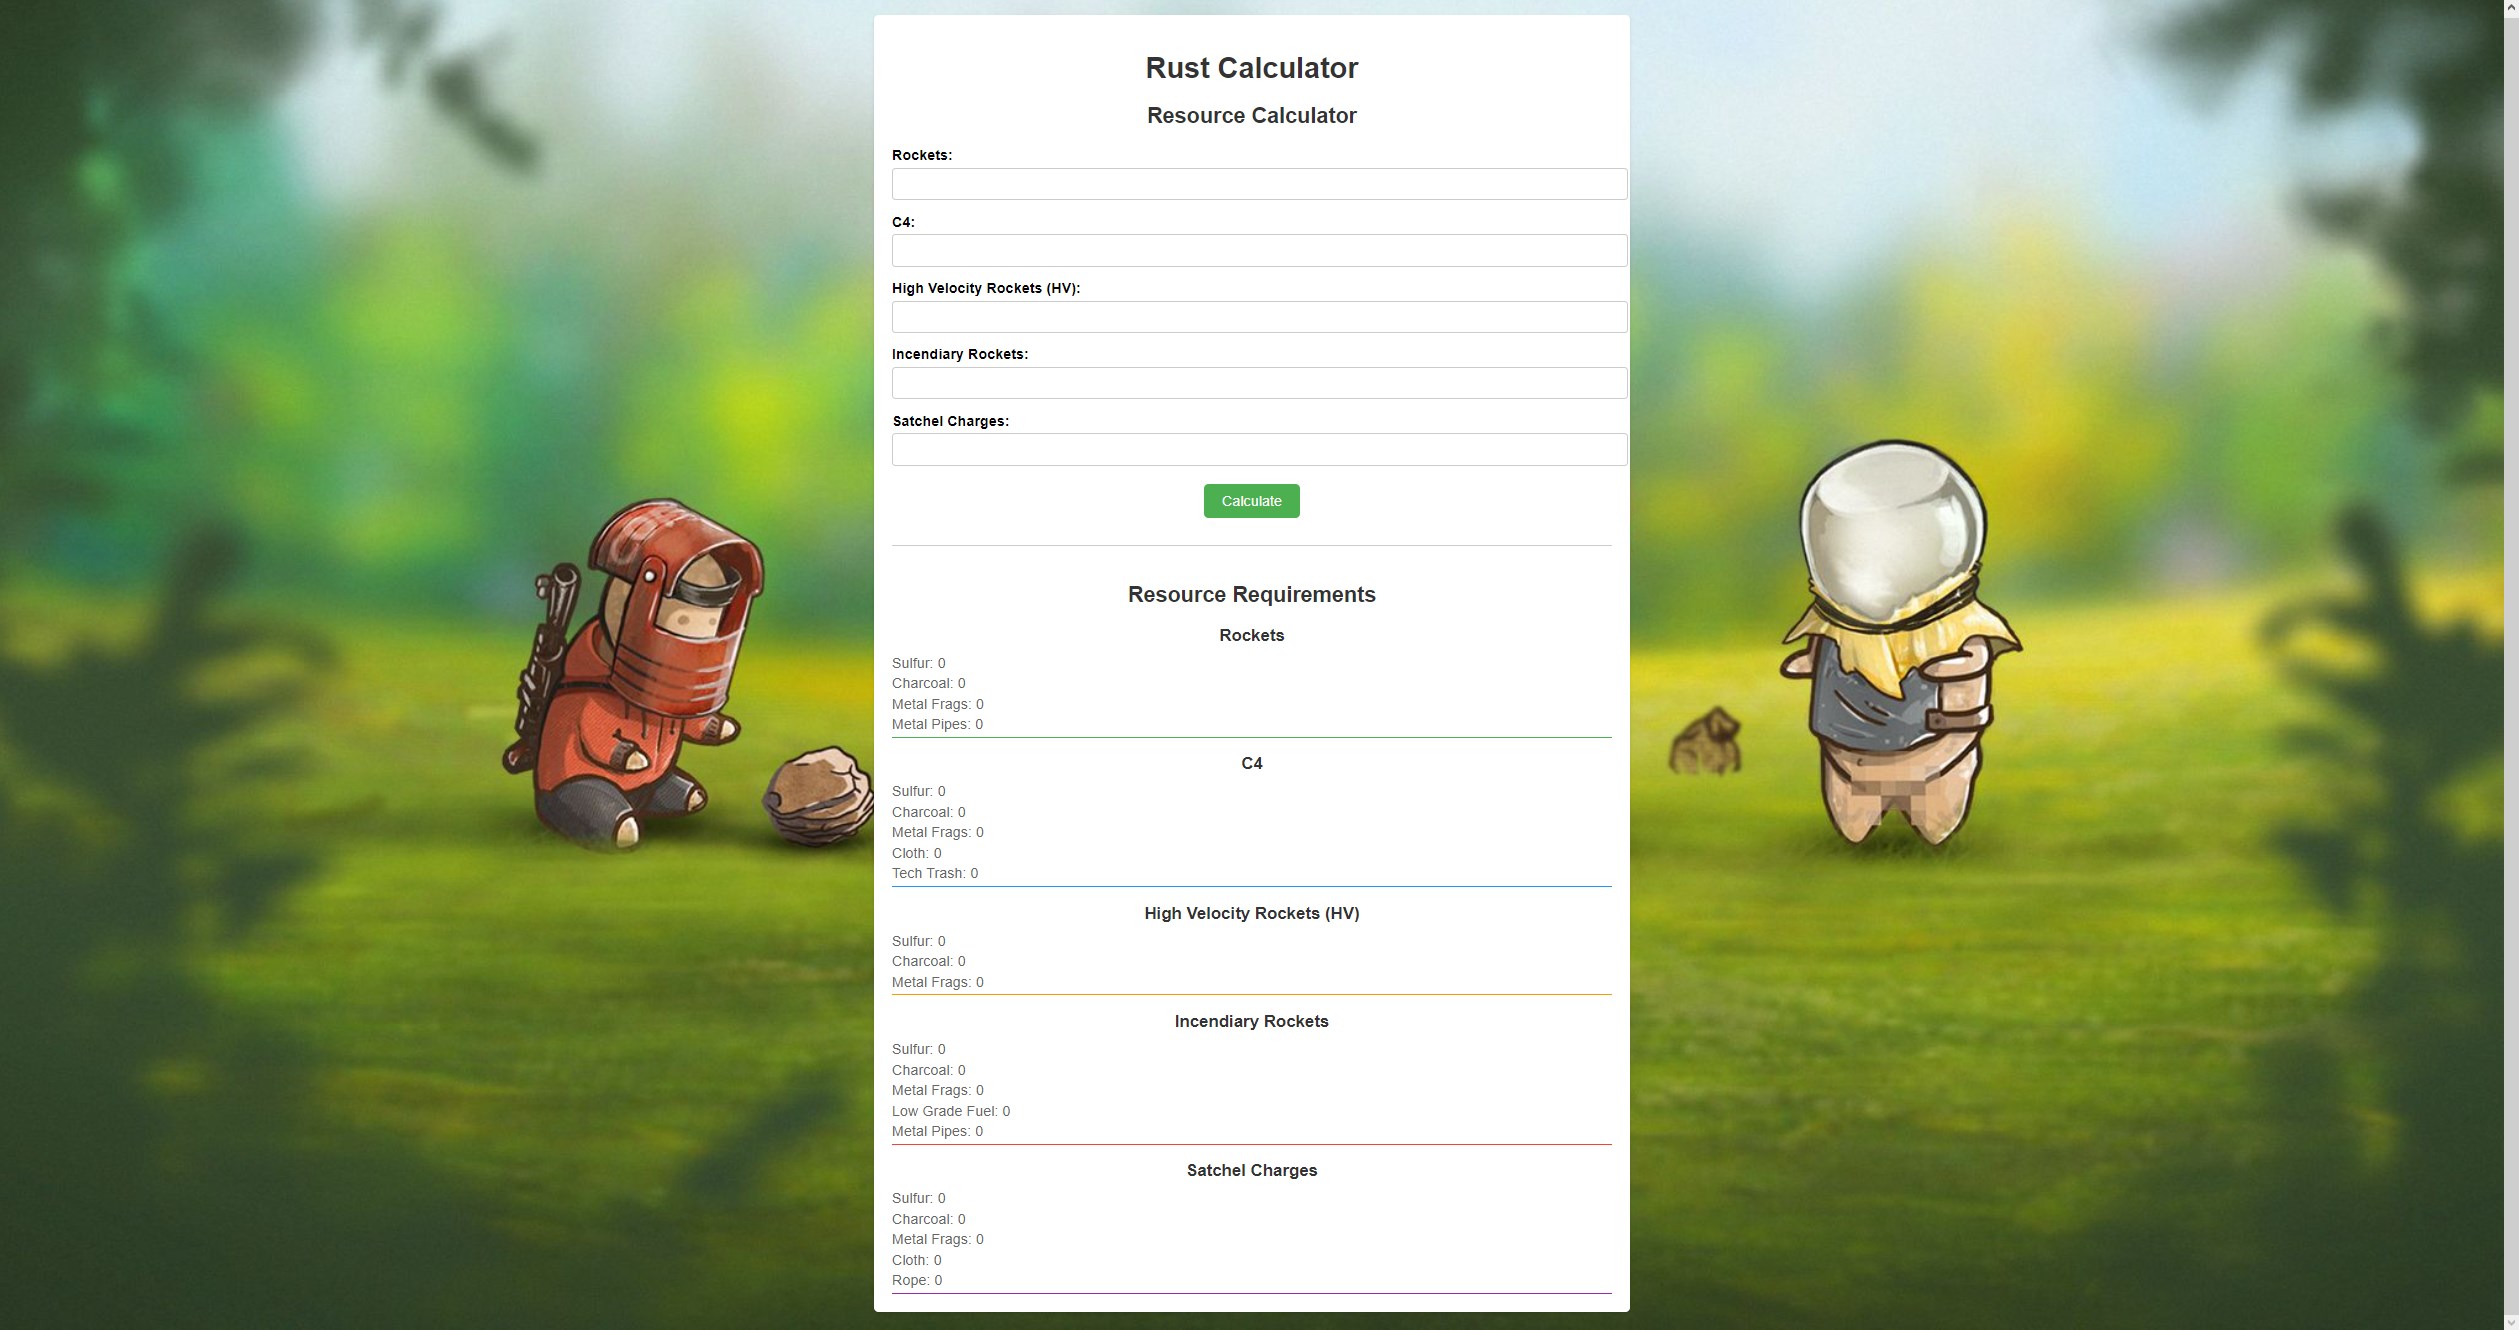 Rust Calculator
Resource Calculator
Rockets:
C4:
High Velocity Rockets (HV):
Incendiary Rockets:
Satchel Charges:
Calculate
Resource Requirements
Rockets
Sulfur: 0
Charcoal: 0
Metal Frags: 0
Metal Pipes: 0
C4
Sulfur: 0
Charcoal: 0
Metal Frags: 0
Cloth: 0
Tech Trash: 0
High Velocity Rockets (HV)
Sulfur: 0
Charcoal: 0
Metal Frags: 0
Incendiary Rockets
Sulfur: 0
Charcoal: 0
Metal Frags: 0
Low Grade Fuel: 0
Metal Pipes: 0
Satchel Charges
Sulfur: 0
Charcoal: 0
Metal Frags: 0
Cloth: 0
Rope: 0